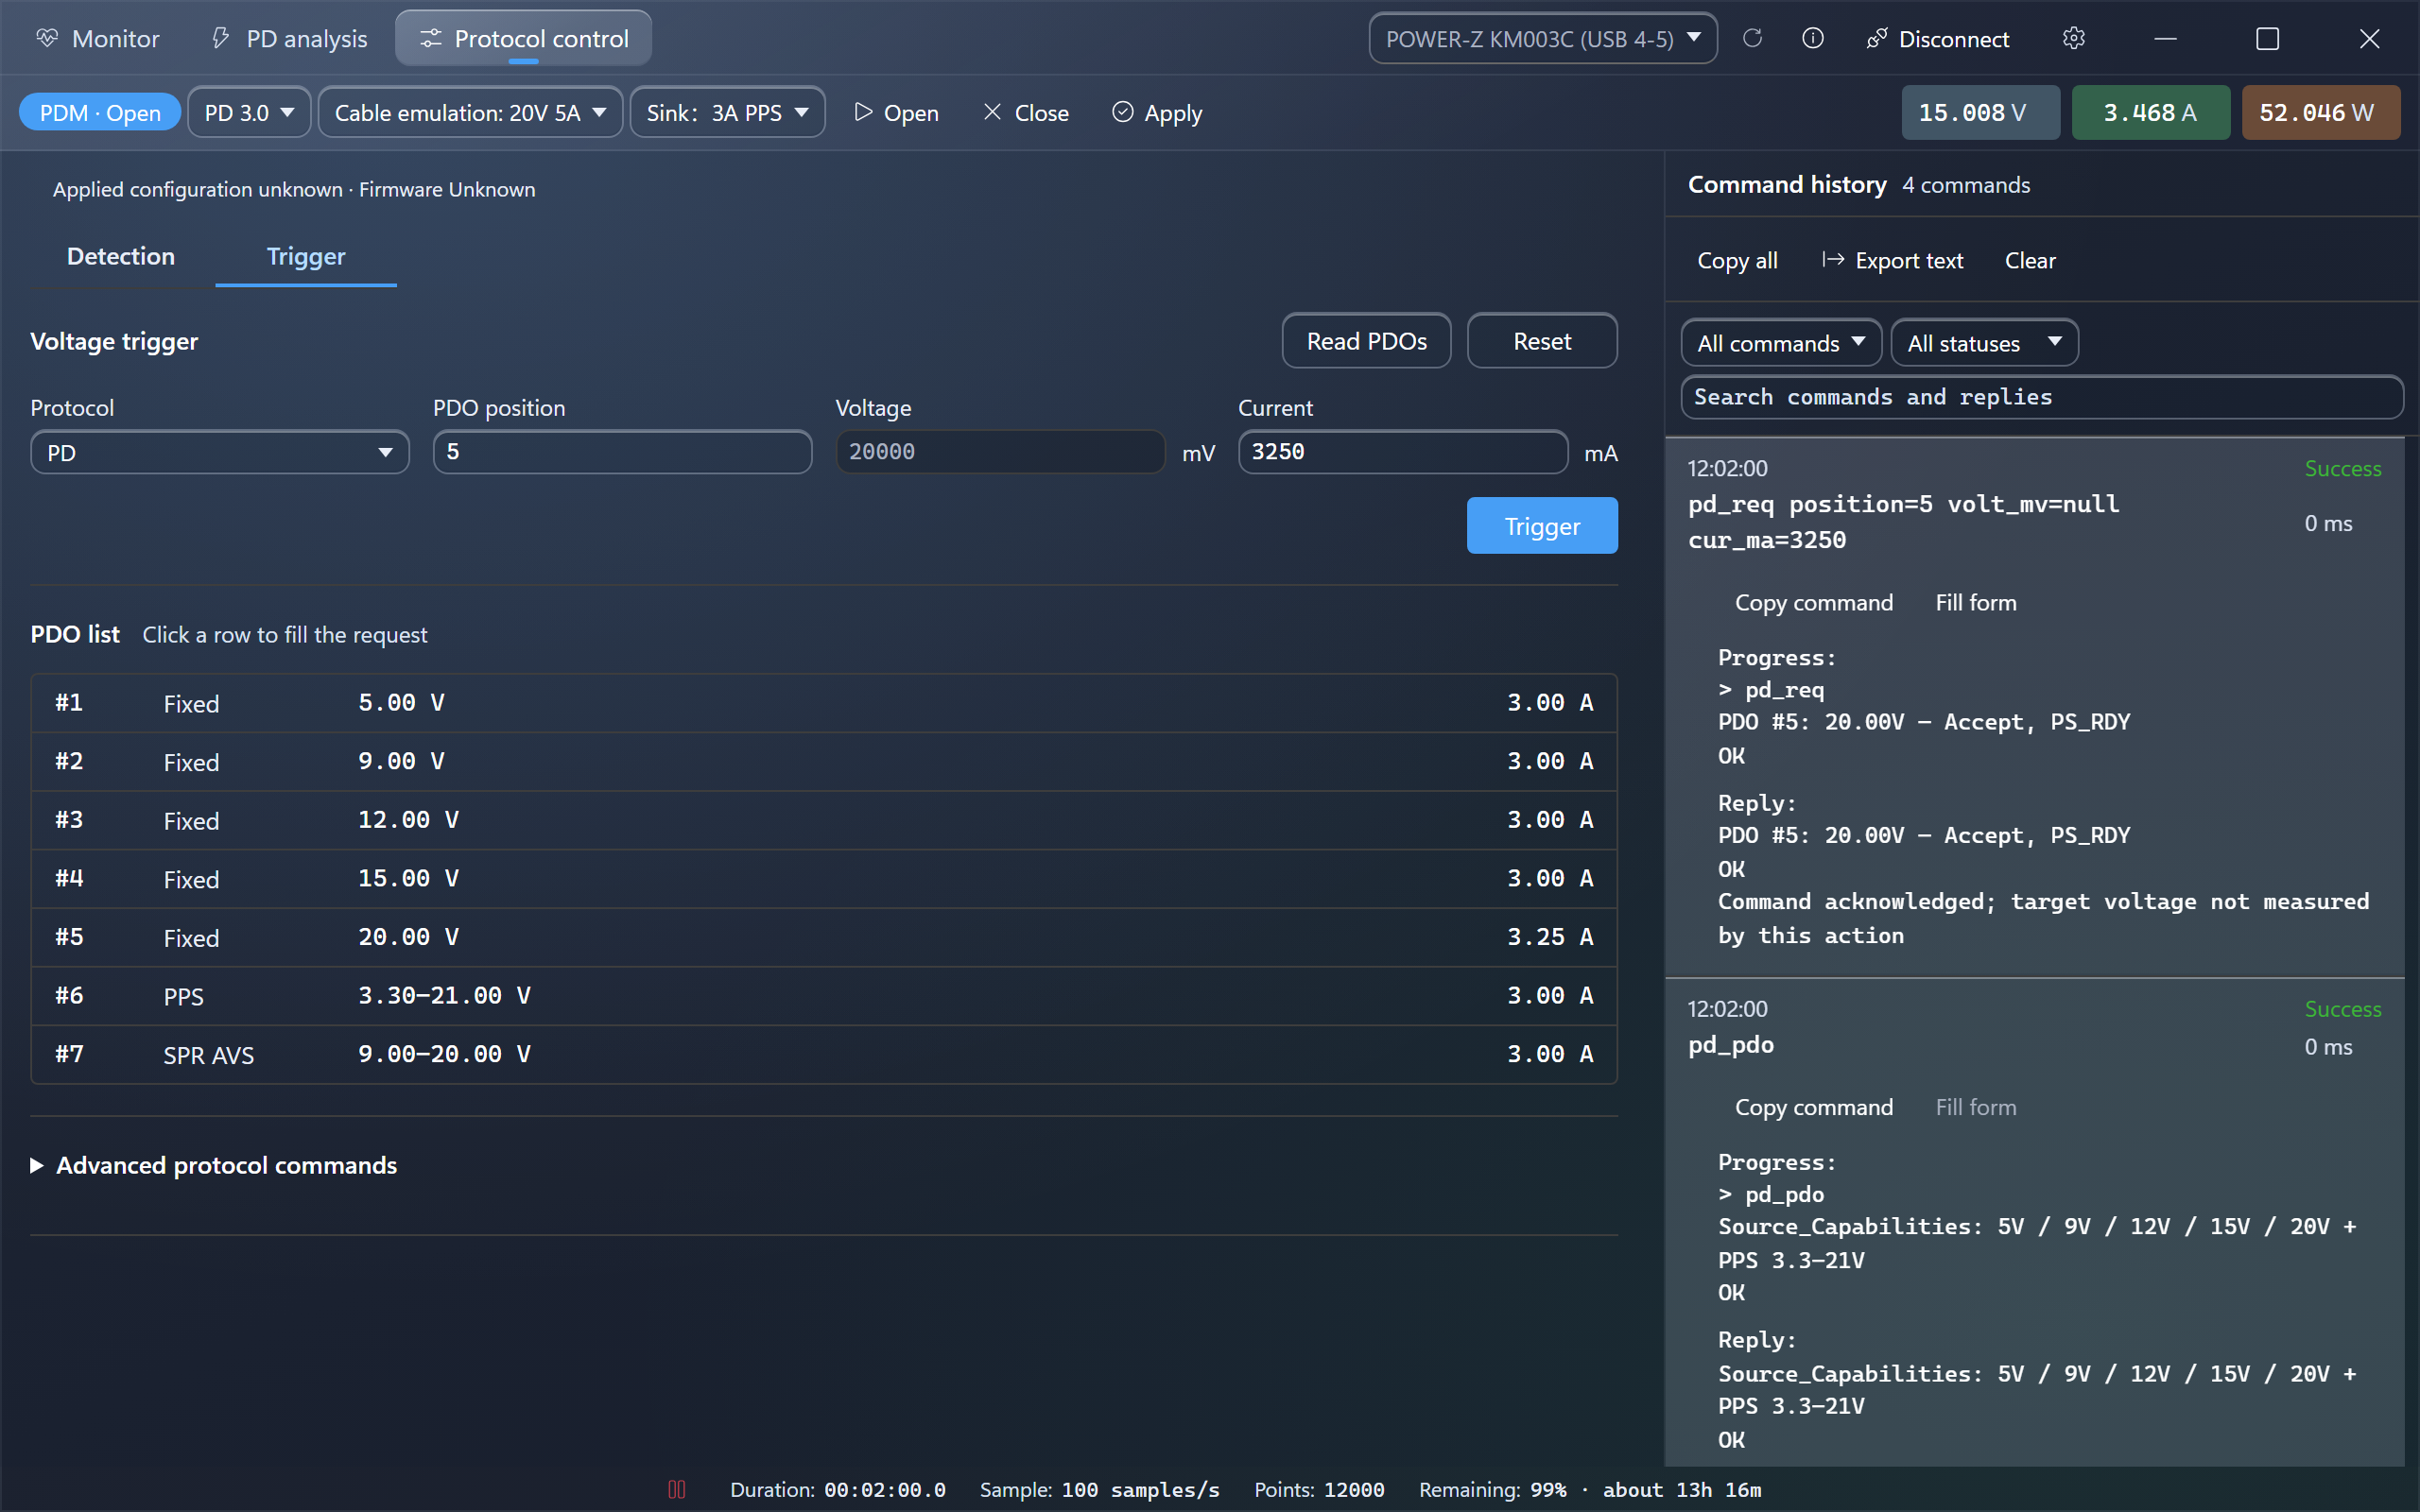 Monitor
PD analysis
Protocol control
POWER-Z KM003C (USB 4-5)
Disconnect
PDM · Open
PD 3.0
Cable emulation: 20V 5A
Sink: 3A PPS
Open
Close
Apply
15.008 V
3.468 A
52.046 W
Applied configuration unknown · Firmware Unknown
Detection
Trigger
Voltage trigger
Read PDOs
Reset
Protocol
PDO position
Voltage
Current
PD
5
20000
mV
3250
mA
Trigger
PDO list
Click a row to fill the request
#1 Fixed 5.00 V 3.00 A
#2 Fixed 9.00 V 3.00 A
#3 Fixed 12.00 V 3.00 A
#4 Fixed 15.00 V 3.00 A
#5 Fixed 20.00 V 3.25 A
#6 PPS 3.30–21.00 V 3.00 A
#7 SPR AVS 9.00–20.00 V 3.00 A
Advanced protocol commands
Command history 4 commands
Copy all
Export text
Clear
All commands
All statuses
Search commands and replies
12:02:00
Success
pd_req position=5 volt_mv=null
cur_ma=3250
0 ms
Copy command
Fill form
Progress:
> pd_req
PDO #5: 20.00V — Accept, PS_RDY
OK
Reply:
PDO #5: 20.00V — Accept, PS_RDY
OK
Command acknowledged; target voltage not measured
by this action
12:02:00
Success
pd_pdo
0 ms
Copy command
Fill form
Progress:
> pd_pdo
Source_Capabilities: 5V / 9V / 12V / 15V / 20V +
PPS 3.3–21V
OK
Reply:
Source_Capabilities: 5V / 9V / 12V / 15V / 20V +
PPS 3.3–21V
OK
Duration: 00:02:00.0
Sample: 100 samples/s
Points: 12000
Remaining: 99% · about 13h 16m